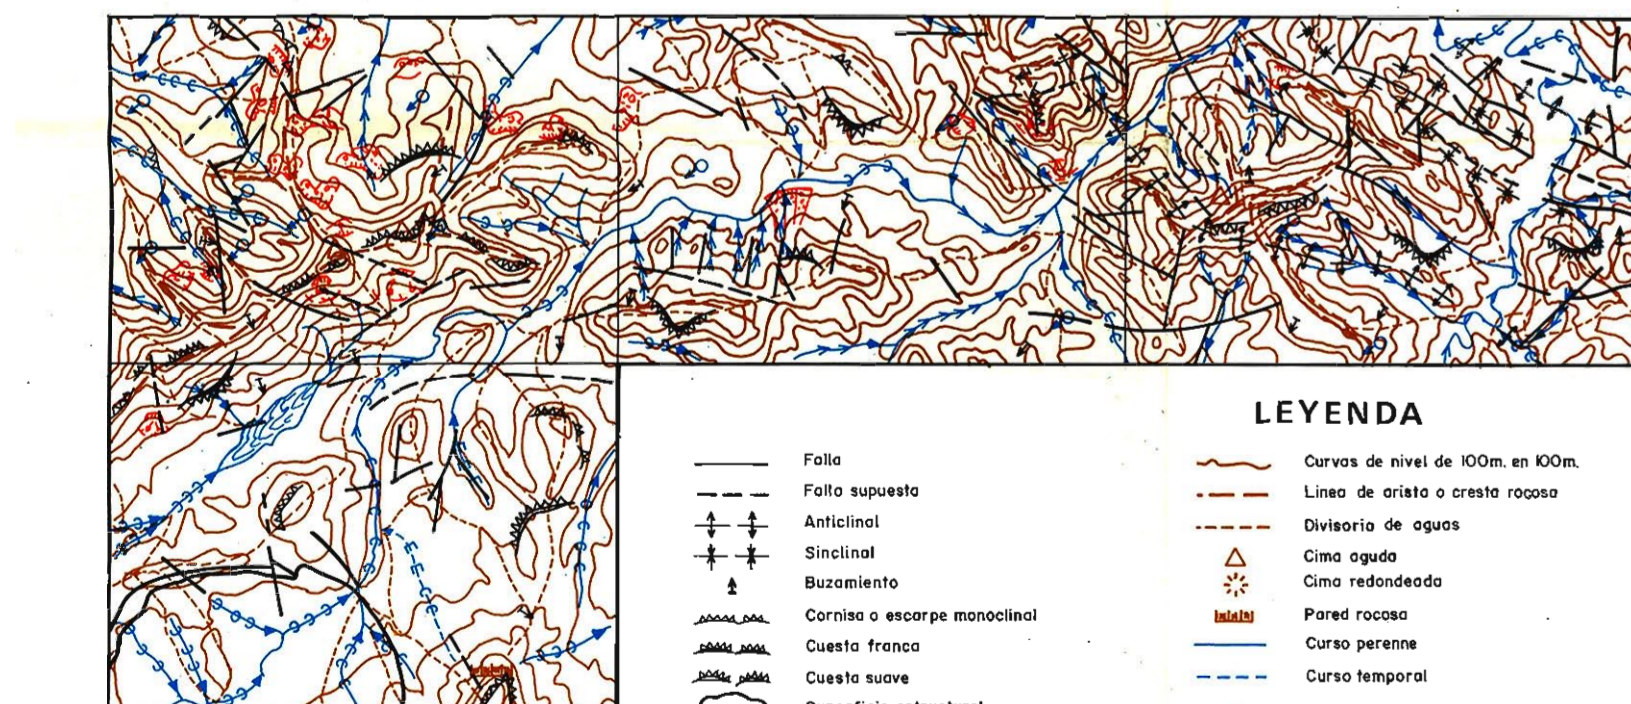 LEYENDA
Falla
Falta supuesta
Anticlinal
Sinclinal
Buzamiento
Cornisa o escarpe monoclinal
Cuesta franca
Cuesta suave
Curvas de nivel de 100m. en 100m.
Linea de arista o cresta rocosa
Divisoria de aguas
Cima aguda
Cima redondeada
Pared rocosa
Curso perenne
Curso temporal